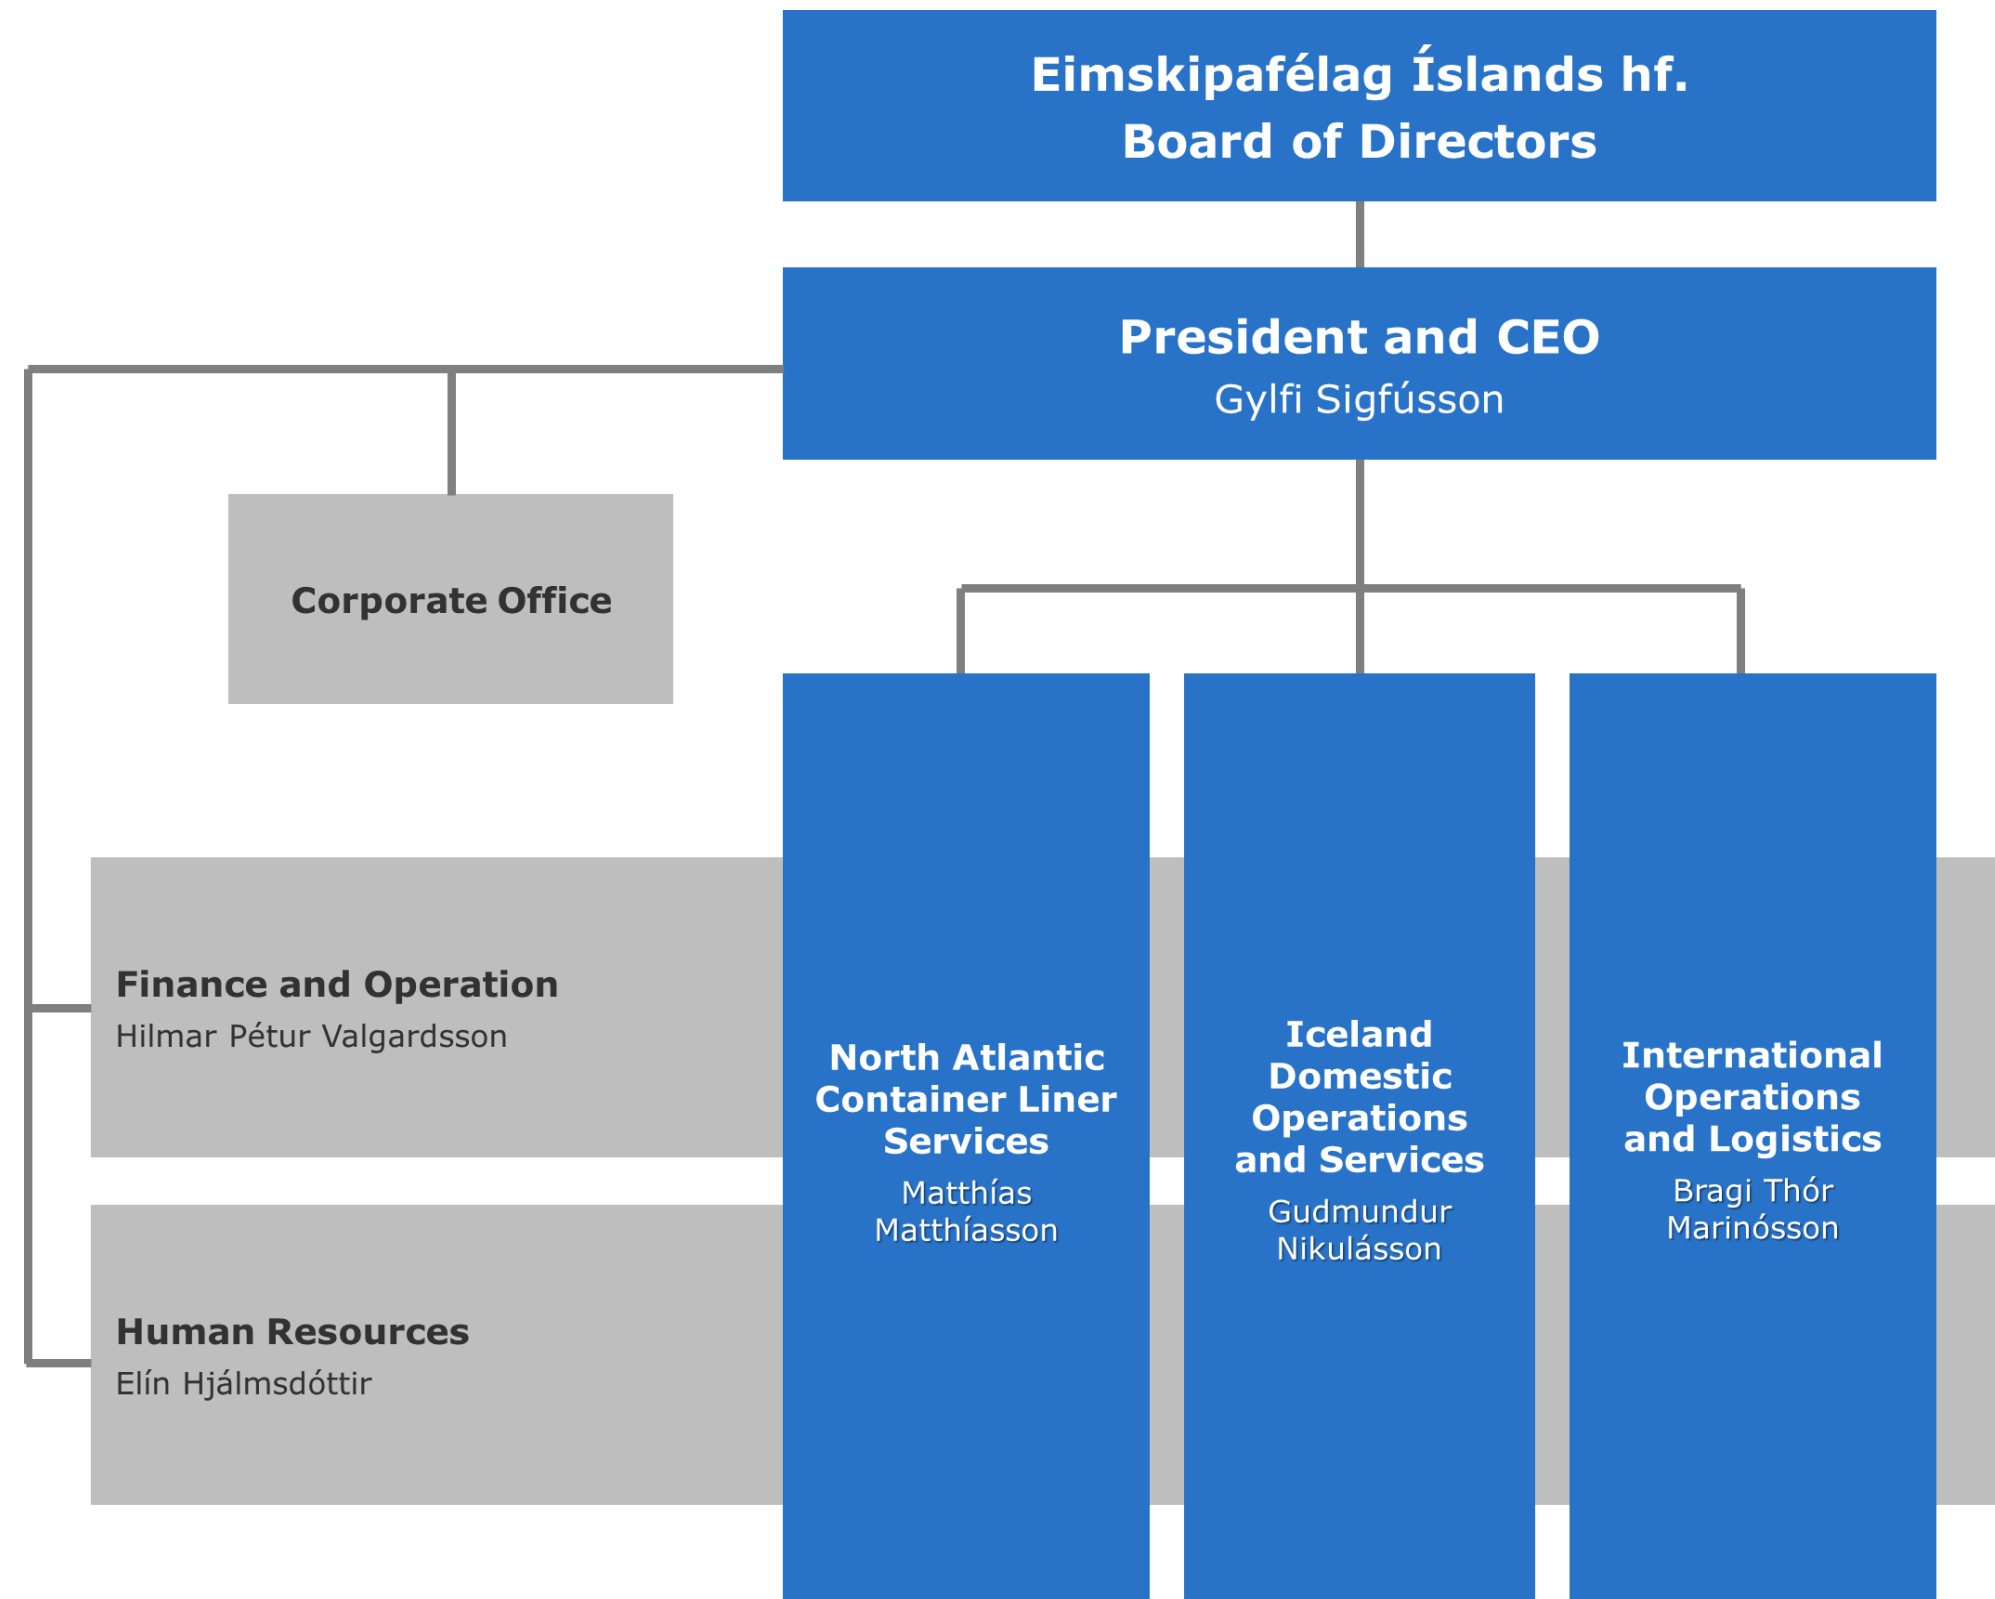 Eimskipafélag Íslands hf.
Board of Directors
President and CEO
Gylfi Sigfússon
Corporate Office
Finance and Operation
Hilmar Pétur Valgardsson
Human Resources
Elín Hjálmsdóttir
North Atlantic
Container Liner
Services
Matthías
Matthíasson
Iceland
Domestic
Operations
and Services
Gudmundur
Nikulásson
International
Operations
and Logistics
Bragi Thór
Marinósson